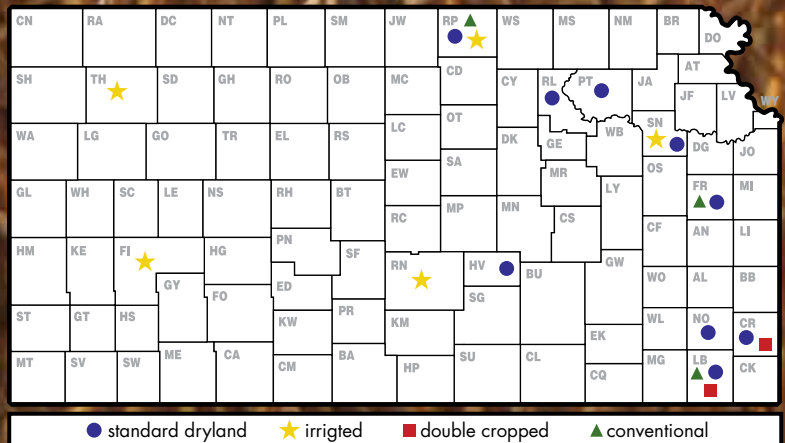 CN RA DC NT PL SM JW RP WS MS NM BR DO
SH TH SD GH RO OB MC CD CY RL PT JA AT JF LV WY
WA LG GO TR EL RS LC OT DK GE WB SN DG JO
GL WH SC LE NS RH BT EW SA MR LY OS FR MI
HM KE FI HG PN SF RC MP MN CS CF AN LI
GY FO ED RN HV BU GW WO AL BB
ST GT HS KW PR KM SG EK WL NO CR
MT SV SW ME CA CM BA HP SU CL CQ MG LB CK
standard dryland irrigted double cropped conventional